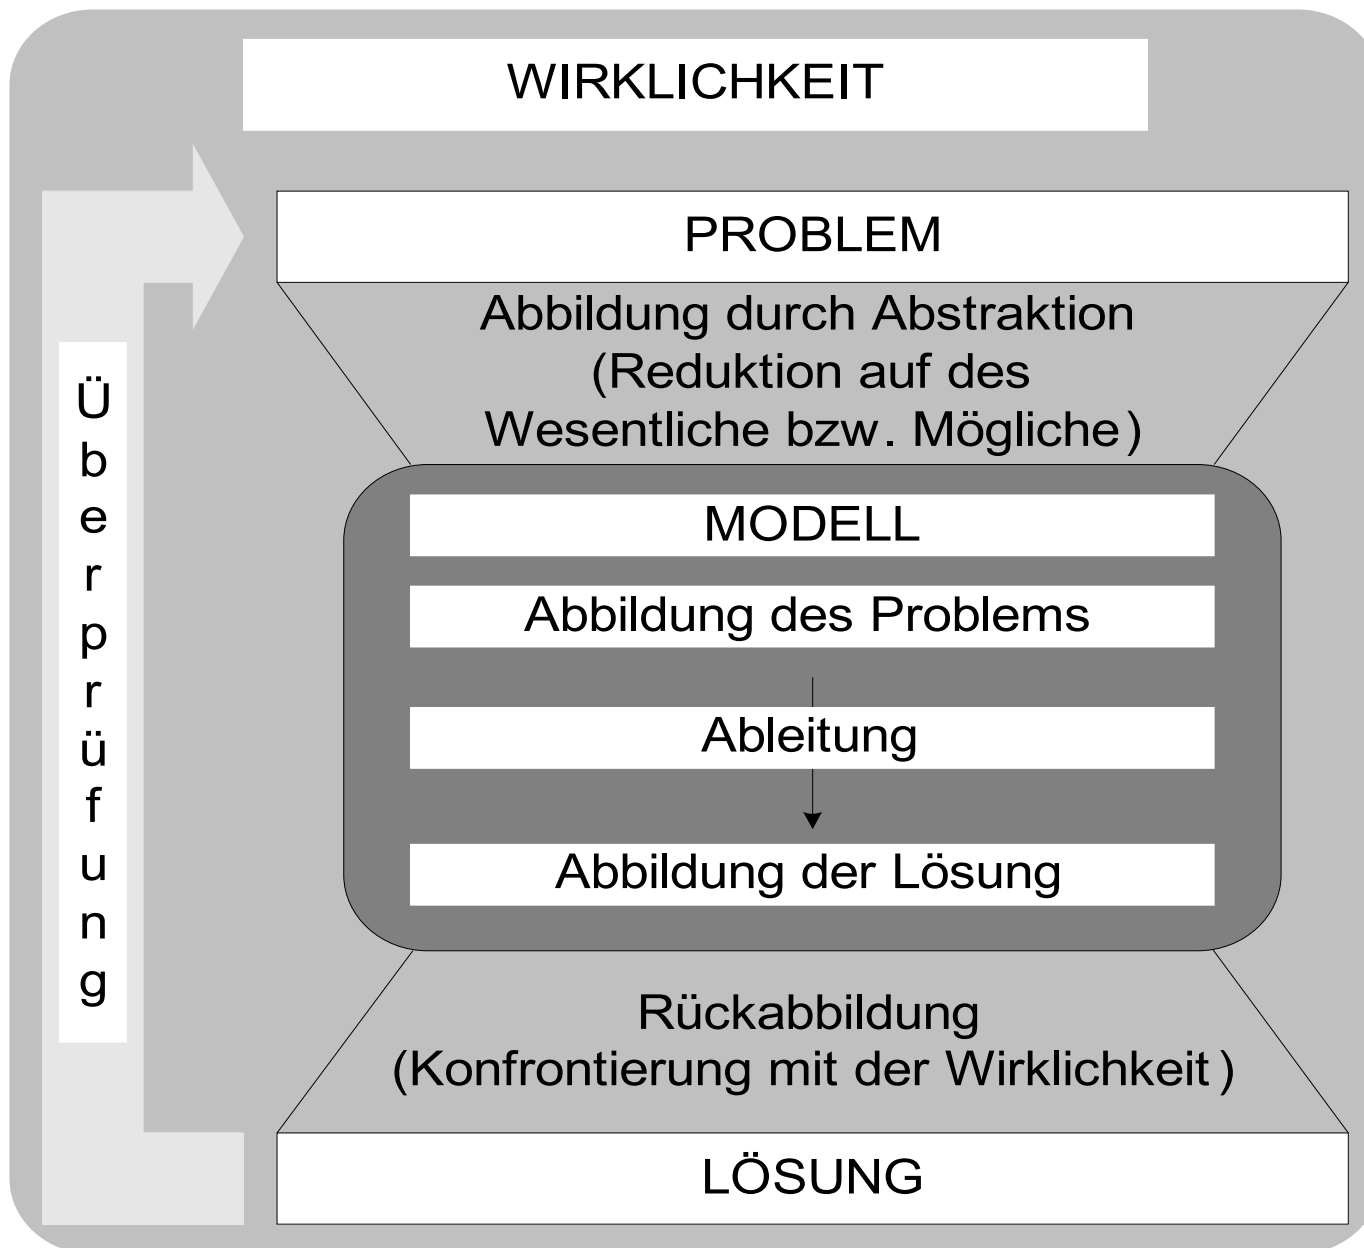 WIRKLICHKEIT
PROBLEM
Abbildung durch Abstraktion
(Reduktion auf des
Wesentliche bzw. Mögliche)
MODELL
Abbildung des Problems
Ableitung
Abbildung der Lösung
Rückabbildung
(Konfrontierung mit der Wirklichkeit)
LÖSUNG
Überprüfung